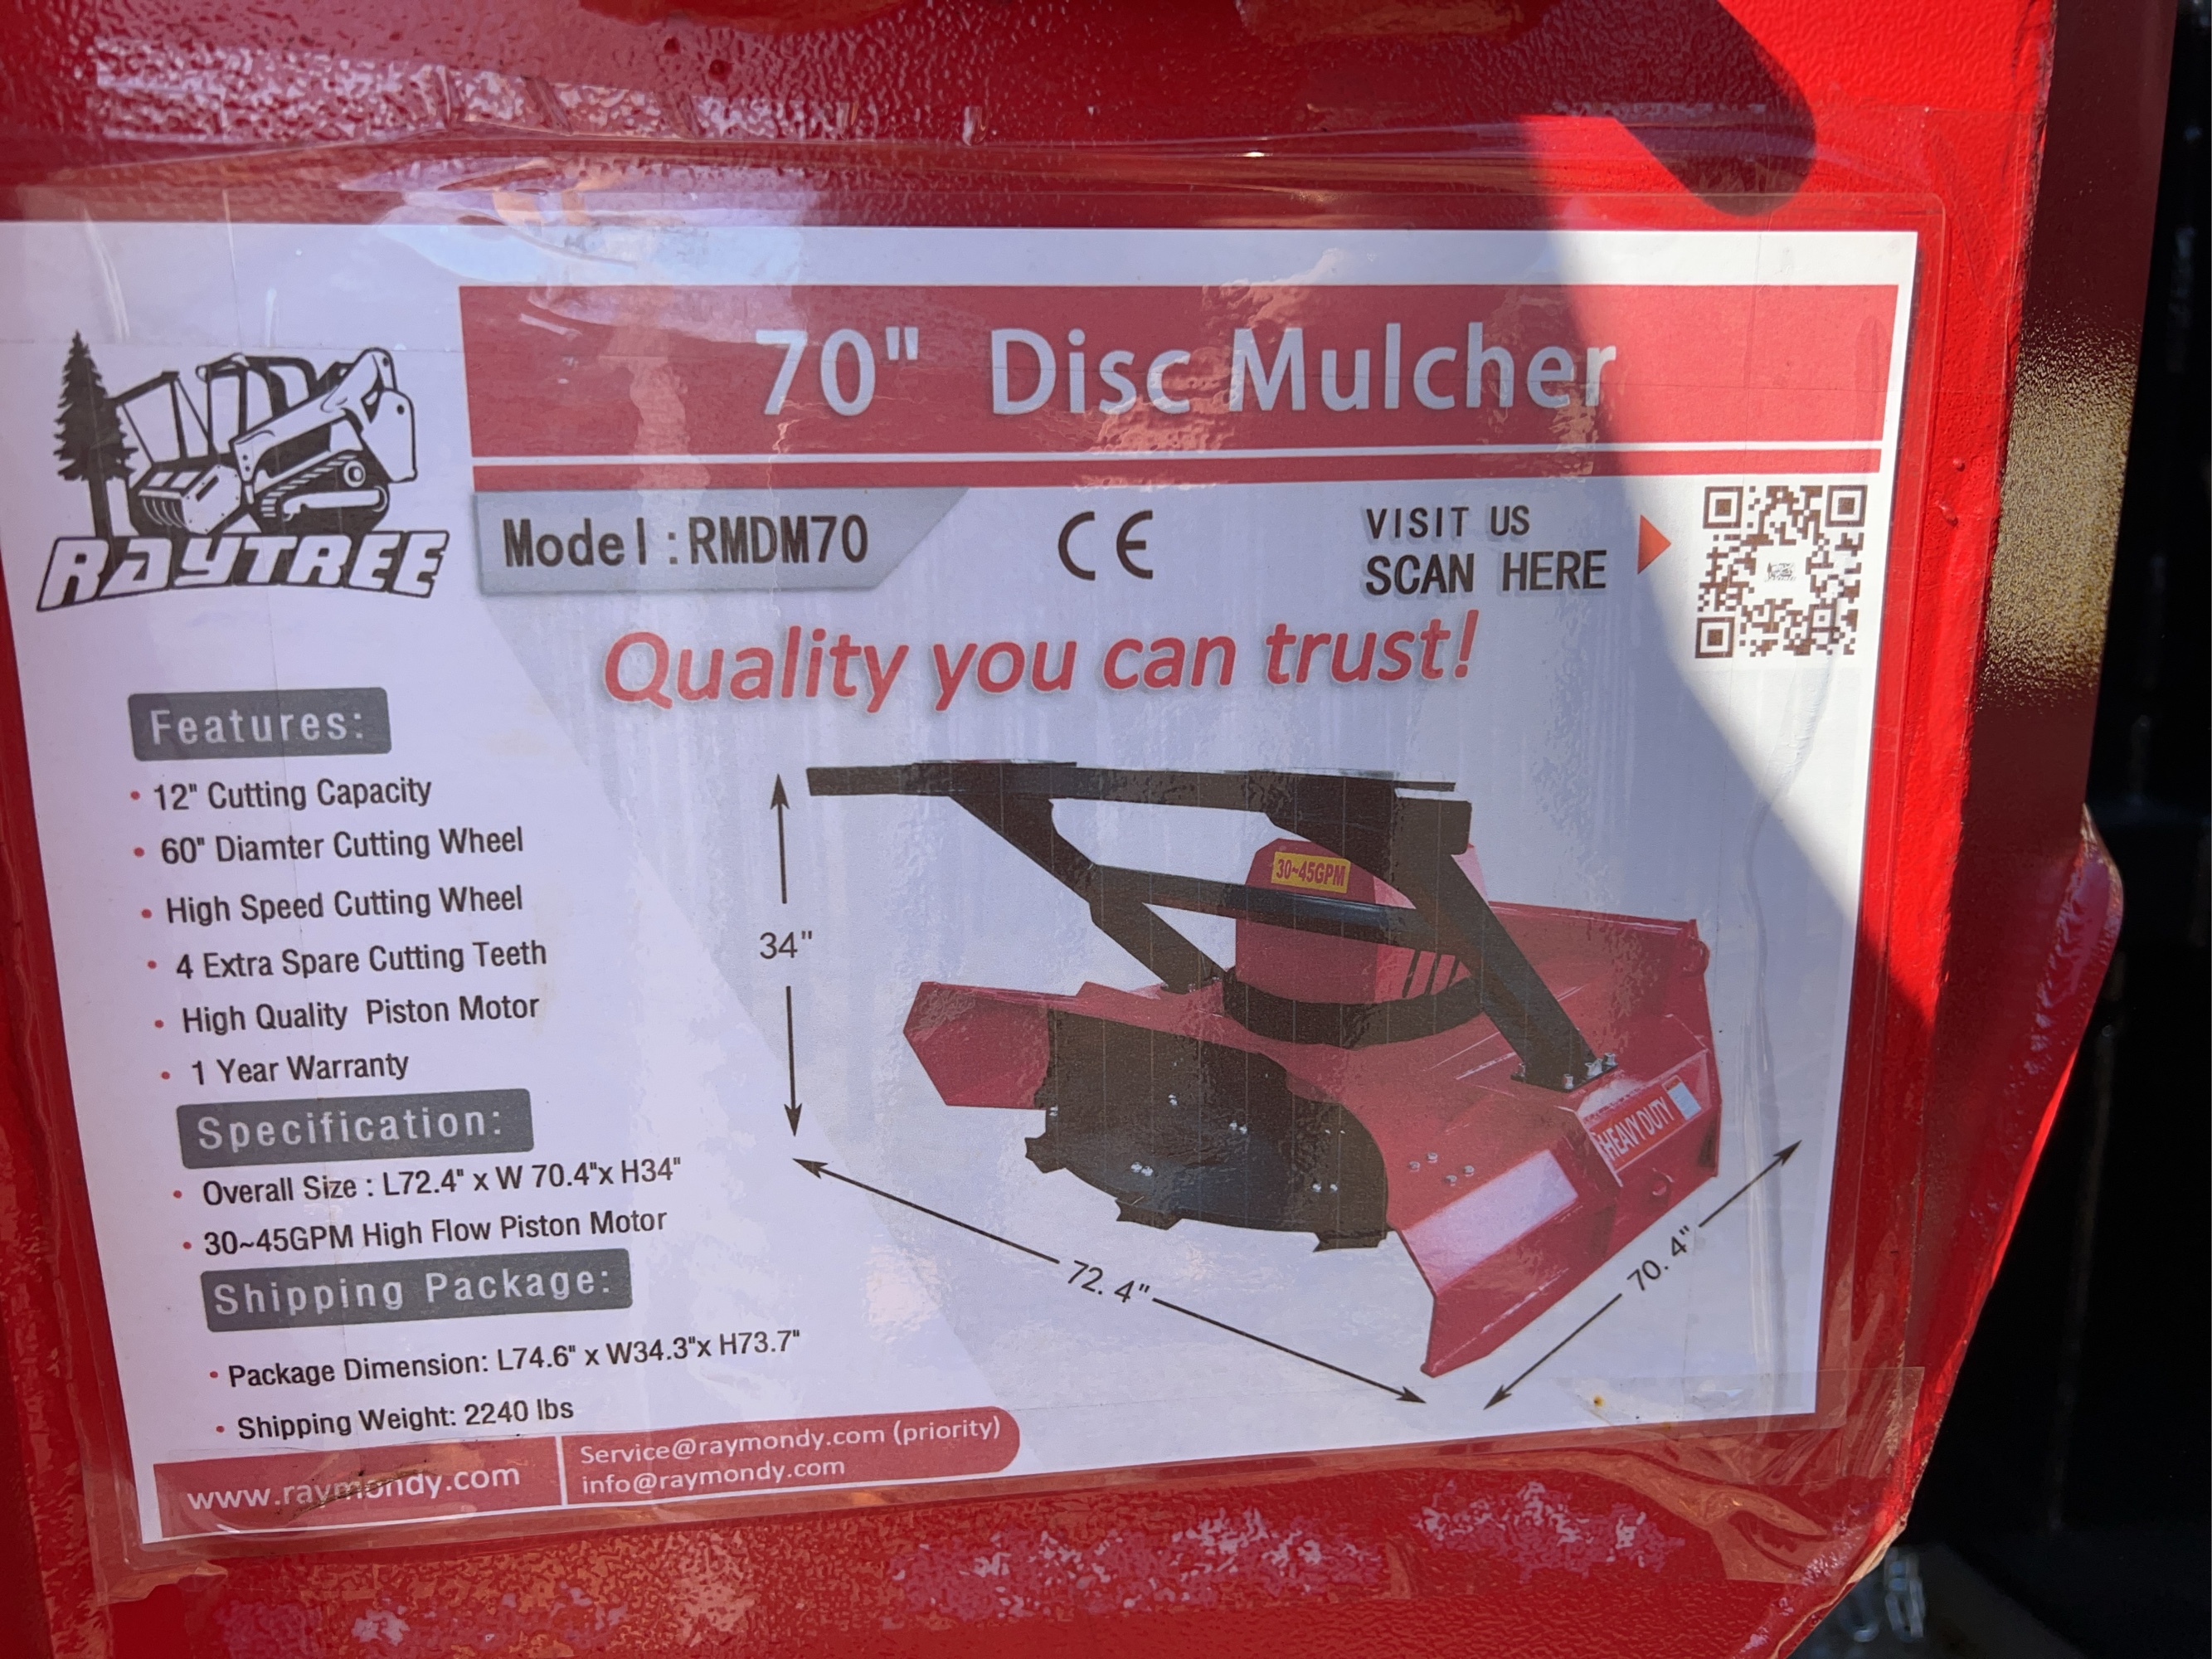 70" Disc Mulcher
RAYTREE
Model:RMDM70
CE
VISIT US
SCAN HERE
Quality you can trust!
Features:
• 12" Cutting Capacity
• 60" Diamter Cutting Wheel
• High Speed Cutting Wheel
• 4 Extra Spare Cutting Teeth
• High Quality Piston Motor
• 1 Year Warranty
Specification:
• Overall Size : L72.4" x W 70.4"x H34"
• 30~45GPM High Flow Piston Motor
Shipping Package:
• Package Dimension: L74.6" x W34.3"x H73.7"
• Shipping Weight: 2240 lbs
30~45GPM
34"
HEAVY DUTY
72.4"
70.4"
www.raymondy.com
Service@raymondy.com (priority)
info@raymondy.com